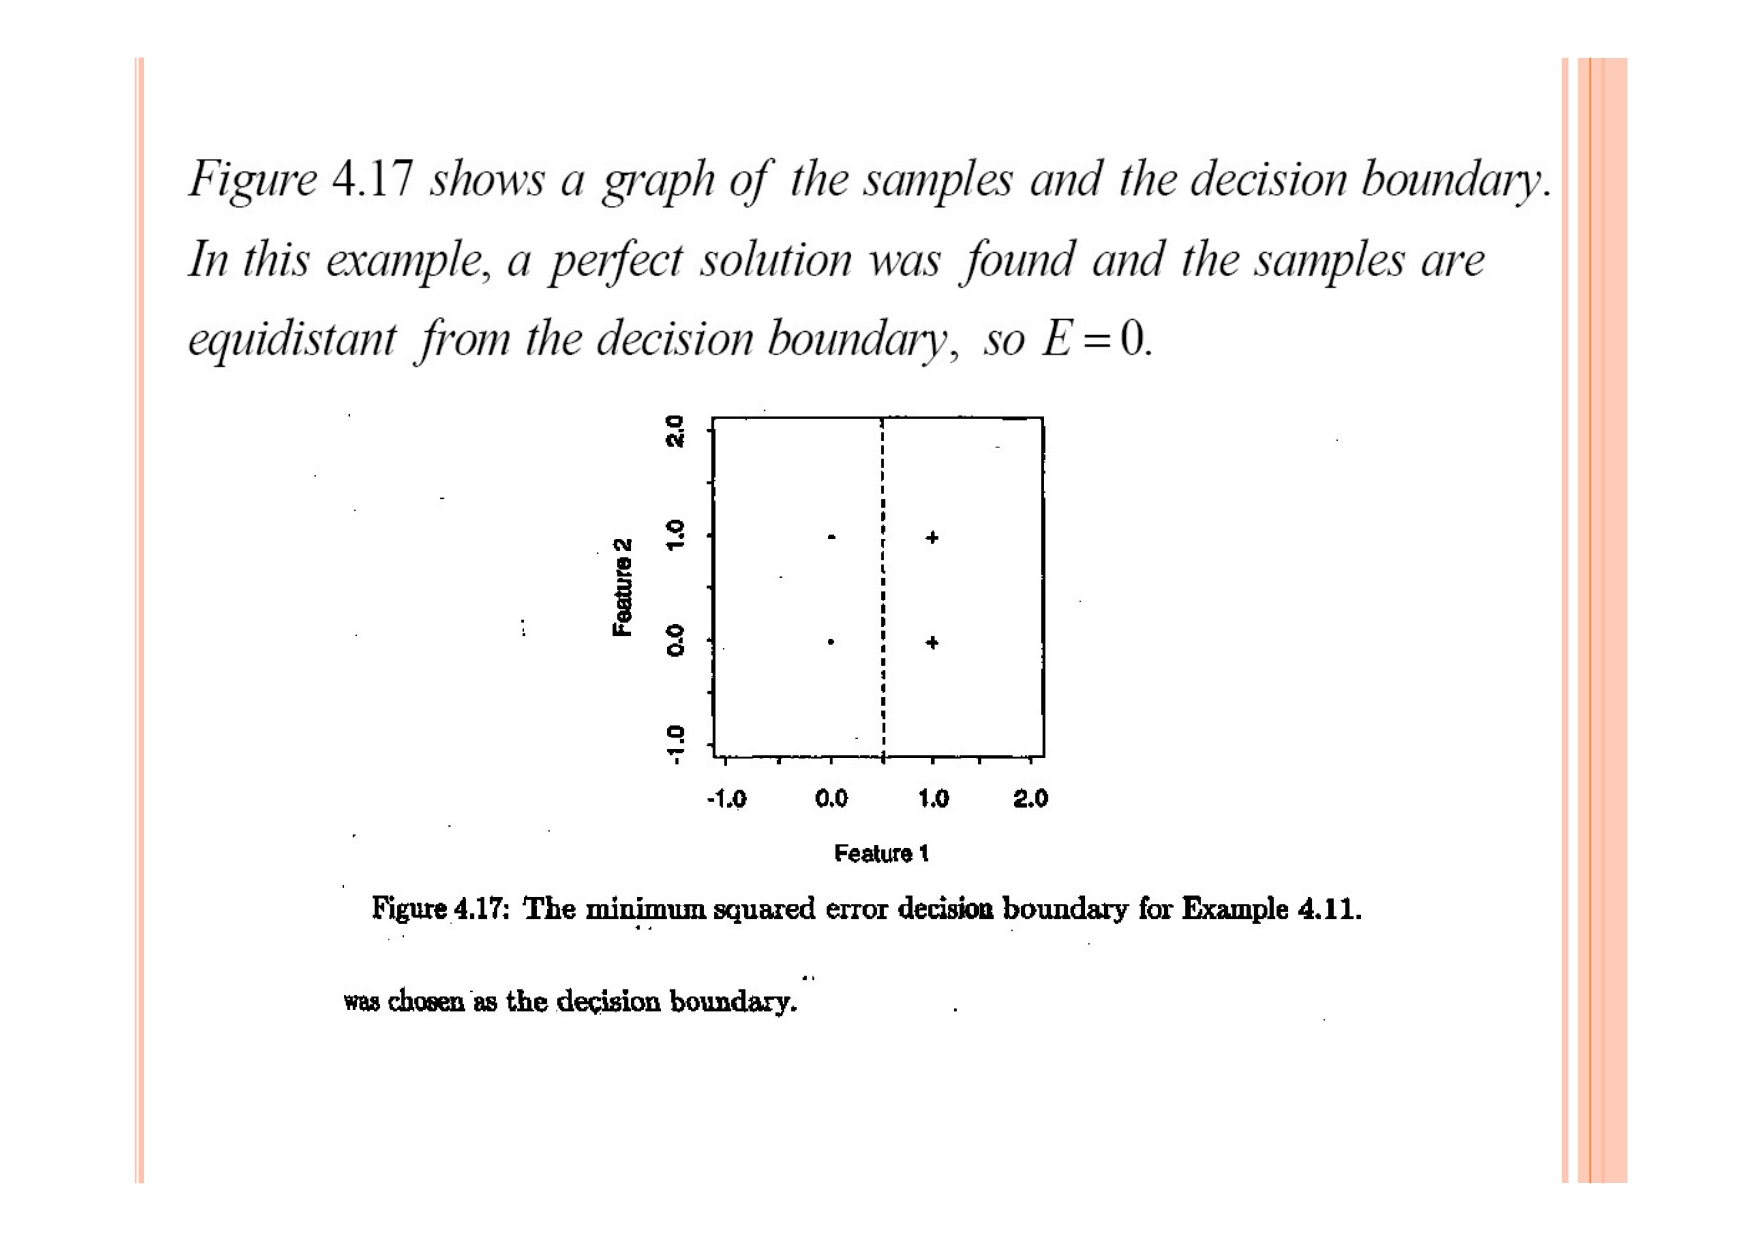 Figure 4.17 shows a graph of the samples and the decision boundary.
In this example, a perfect solution was found and the samples are
equidistant from the decision boundary, so E = 0.
2.0
1.0
0.0
-1.0
Feature 2
- +
+
-1.0 0.0 1.0 2.0
Feature 1
Figure 4.17: The minimum squared error decision boundary for Example 4.11.
was chosen as the decision boundary.